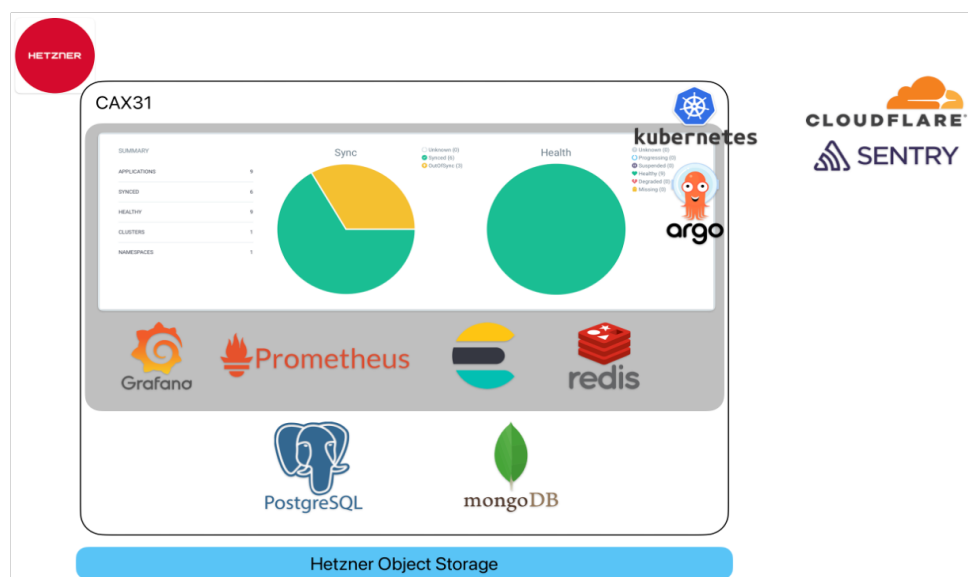 HETZNER
CAX31
kubernetes
CLOUDFLARE
SENTRY
SUMMARY
APPLICATIONS 9
SYNCED 6
HEALTHY 9
CLUSTERS 1
NAMESPACES 1
Sync
Unknown (0)
Synced (6)
OutOfSync (3)
Health
Unknown (0)
Progressing (0)
Suspended (0)
Healthy (9)
Degraded (0)
Missing (0)
argo
Grafana
Prometheus
redis
PostgreSQL
mongoDB
Hetzner Object Storage